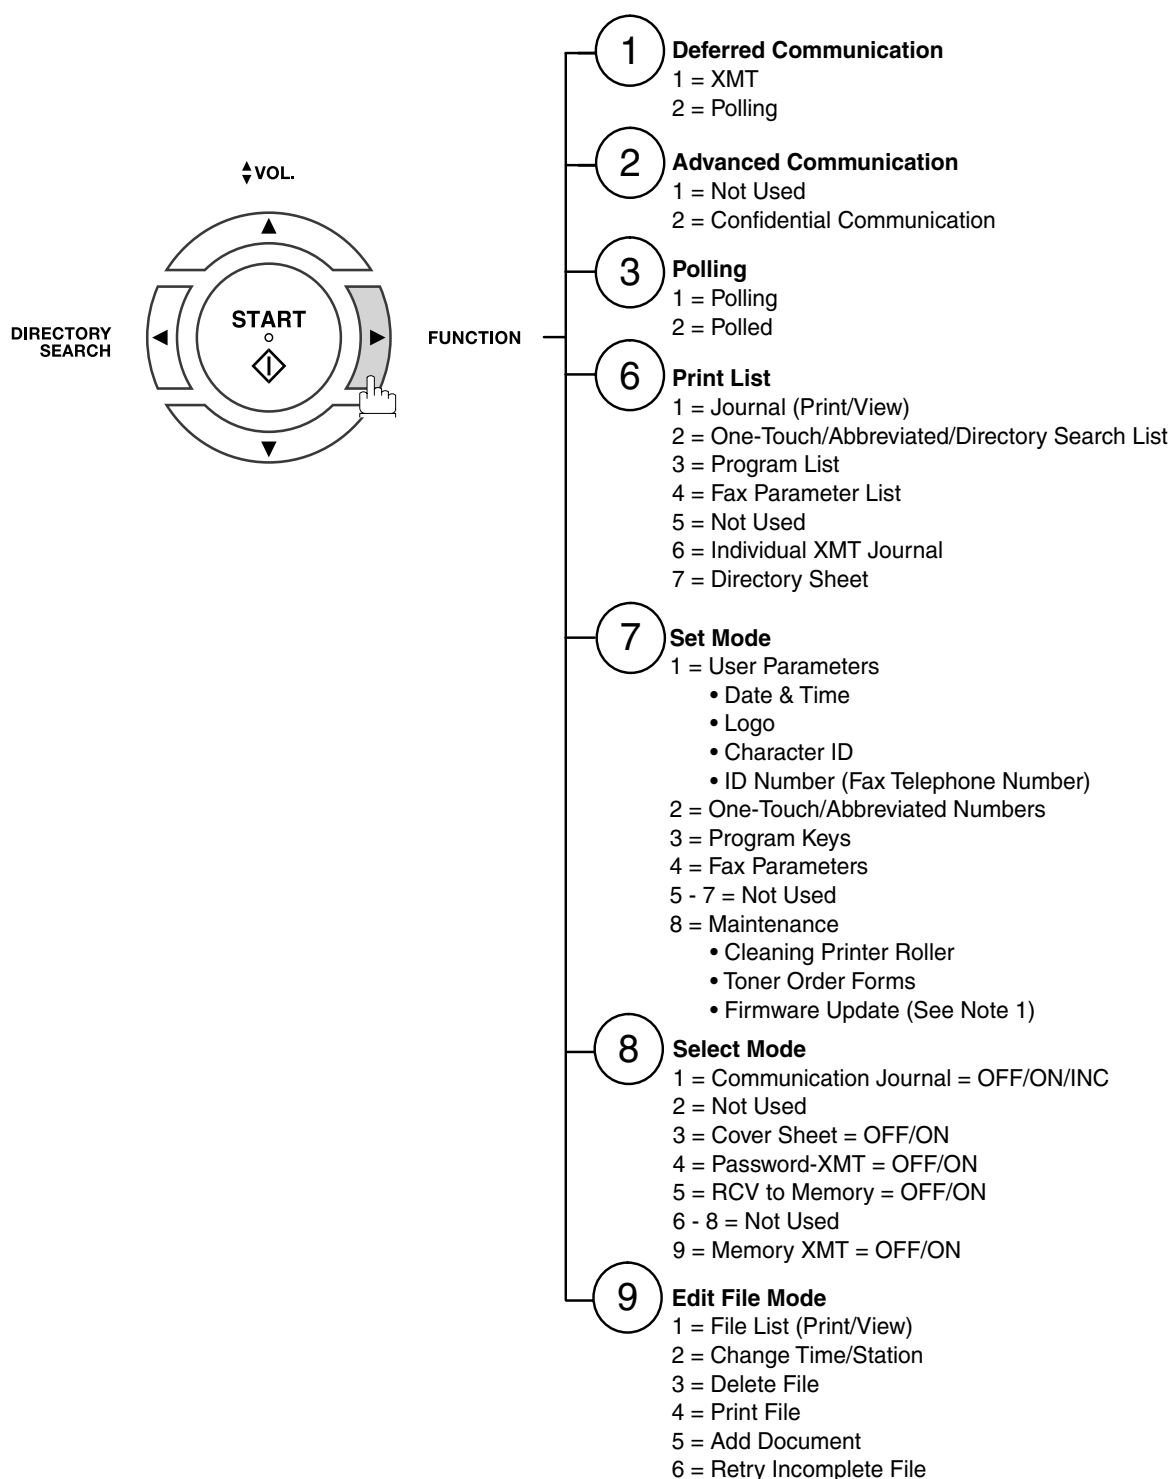 VOL.
DIRECTORY
SEARCH
START
FUNCTION
1 Deferred Communication
1 = XMT
2 = Polling
2 Advanced Communication
1 = Not Used
2 = Confidential Communication
3 Polling
1 = Polling
2 = Polled
6 Print List
1 = Journal (Print/View)
2 = One-Touch/Abbreviated/Directory Search List
3 = Program List
4 = Fax Parameter List
5 = Not Used
6 = Individual XMT Journal
7 = Directory Sheet
7 Set Mode
1 = User Parameters
• Date & Time
• Logo
• Character ID
• ID Number (Fax Telephone Number)
2 = One-Touch/Abbreviated Numbers
3 = Program Keys
4 = Fax Parameters
5 - 7 = Not Used
8 = Maintenance
• Cleaning Printer Roller
• Toner Order Forms
• Firmware Update (See Note 1)
8 Select Mode
1 = Communication Journal = OFF/ON/INC
2 = Not Used
3 = Cover Sheet = OFF/ON
4 = Password-XMT = OFF/ON
5 = RCV to Memory = OFF/ON
6 - 8 = Not Used
9 = Memory XMT = OFF/ON
9 Edit File Mode
1 = File List (Print/View)
2 = Change Time/Station
3 = Delete File
4 = Print File
5 = Add Document
6 = Retry Incomplete File